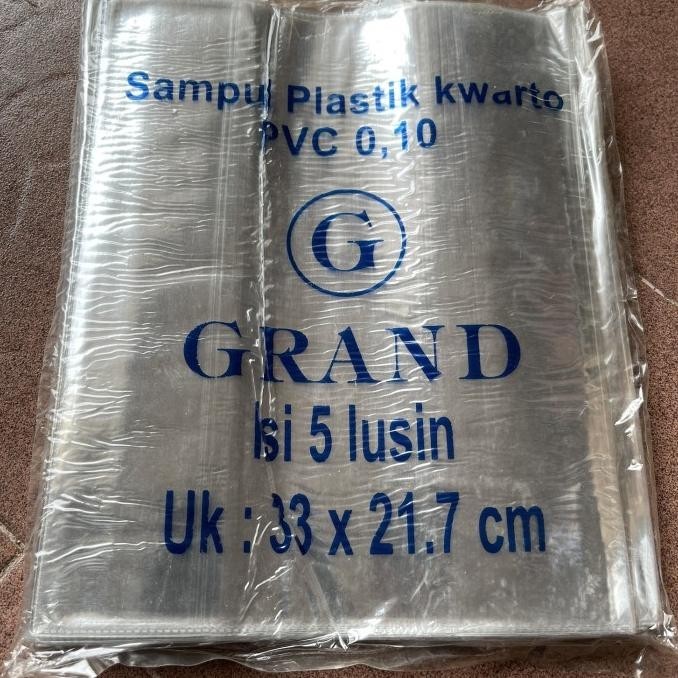 Sampul Plastik kwarto
PVC 0,10
G
GRAND
Isi 5 lusin
Uk : 33 x 21.7 cm